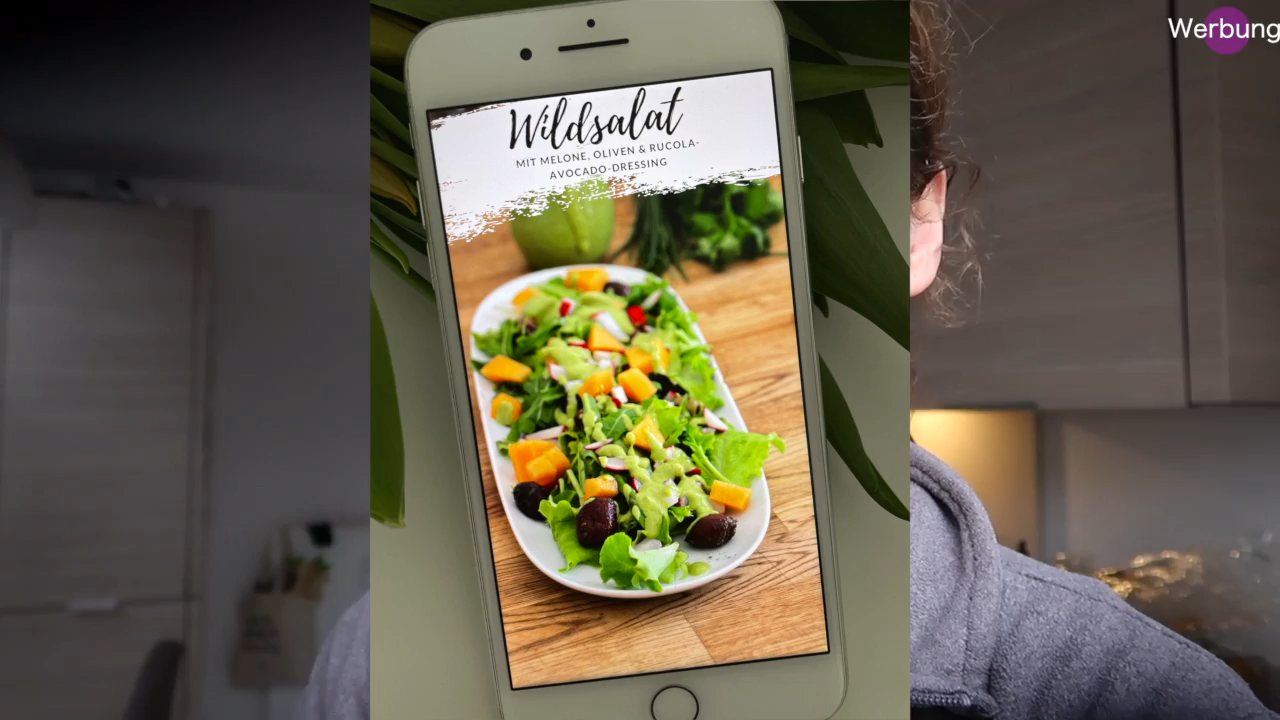 Werbung
Wildsalat
MIT MELONE, OLIVEN & RUCOLA-
AVOCADO-DRESSING